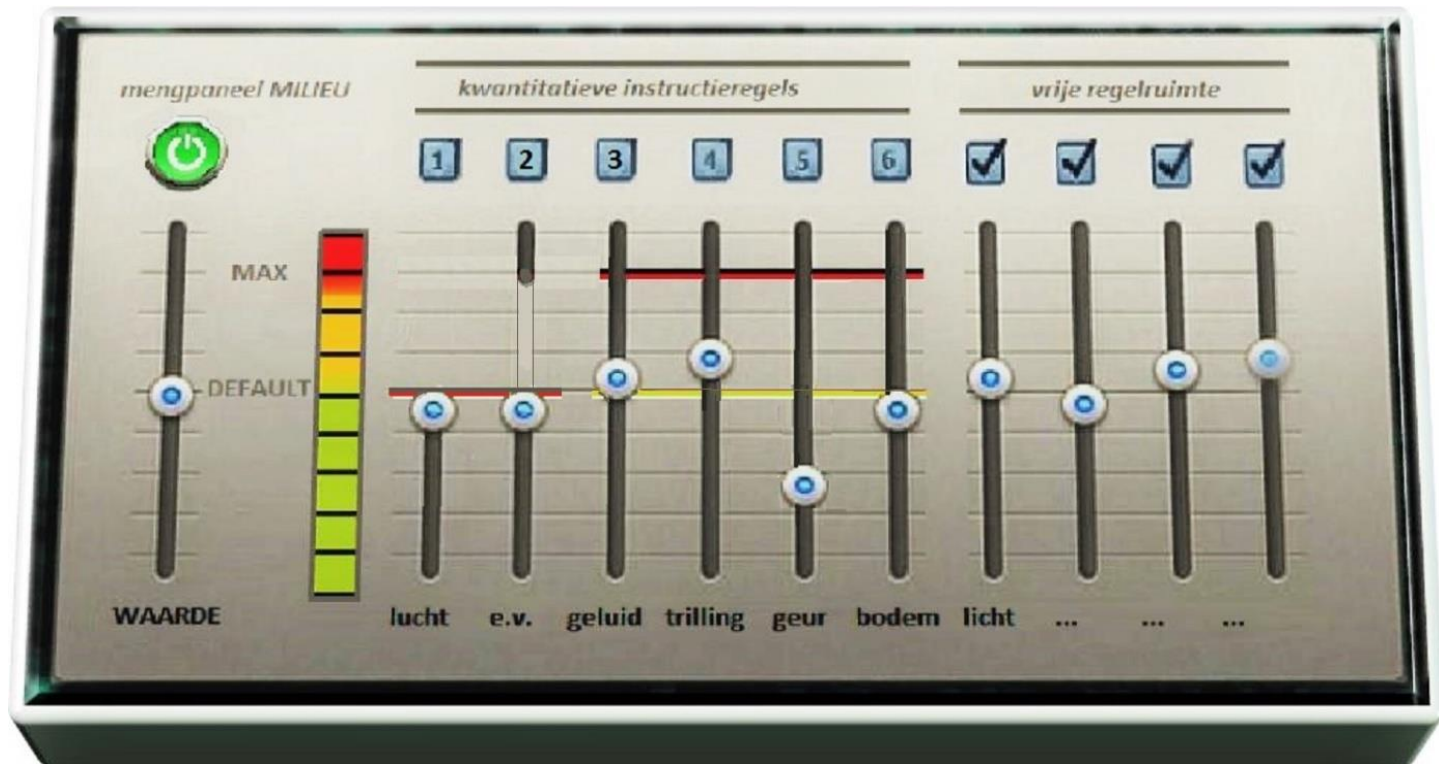 mengpaneel MILIEU
kwantitatieve instructieregels
vrije regelruimte
1 2 3 4 5 6
MAX
DEFAULT
WAARDE
lucht e.v. geluid trilling geur bodem licht ... ... ...